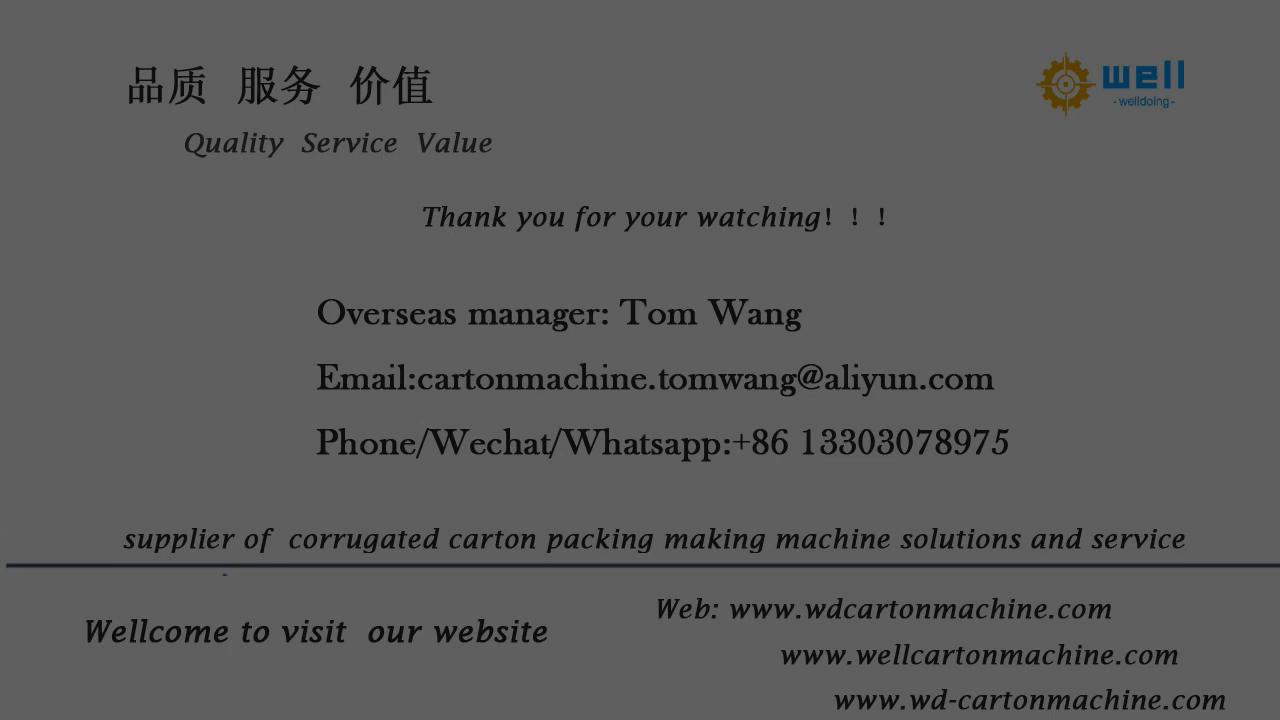 品质 服务 价值
well
-welldoing-
Quality Service Value
Thank you for your watching！！！
Overseas manager: Tom Wang
Email:cartonmachine.tomwang@aliyun.com
Phone/Wechat/Whatsapp:+86 13303078975
supplier of corrugated carton packing making machine solutions and service
Wellcome to visit our website
Web: www.wdcartonmachine.com
www.wellcartonmachine.com
www.wd-cartonmachine.com